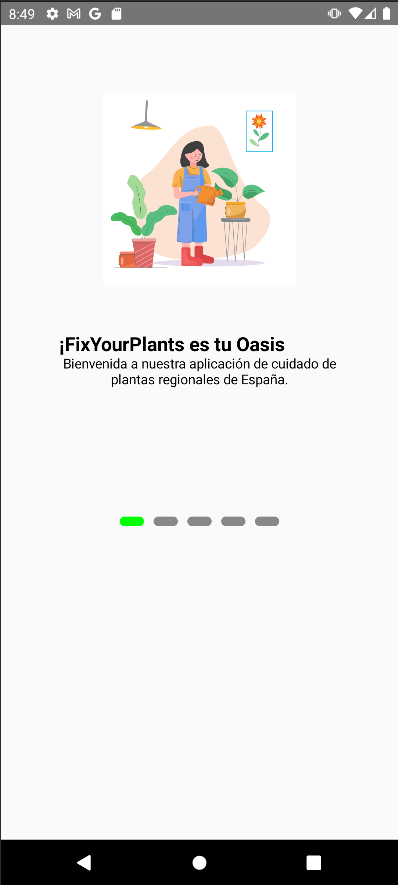 8:49
¡FixYourPlants es tu Oasis
Bienvenida a nuestra aplicación de cuidado de
plantas regionales de España.